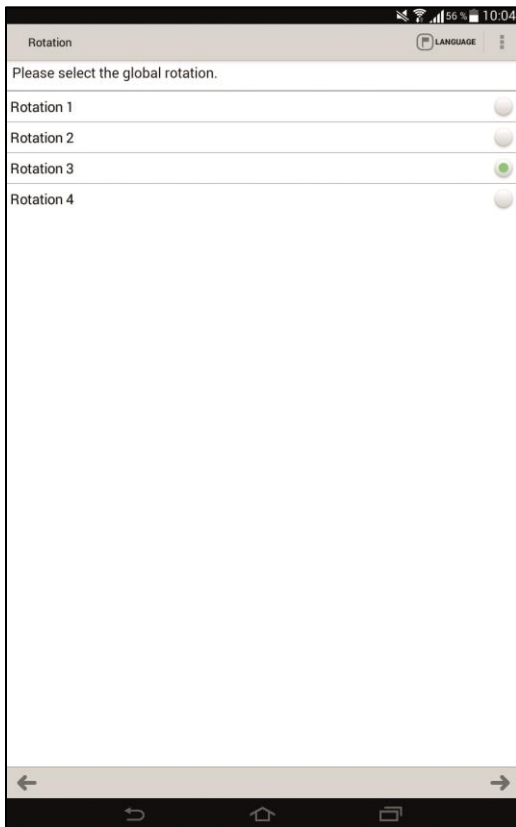 56 % 10:04
Rotation LANGUAGE
Please select the global rotation.
Rotation 1
Rotation 2
Rotation 3
Rotation 4